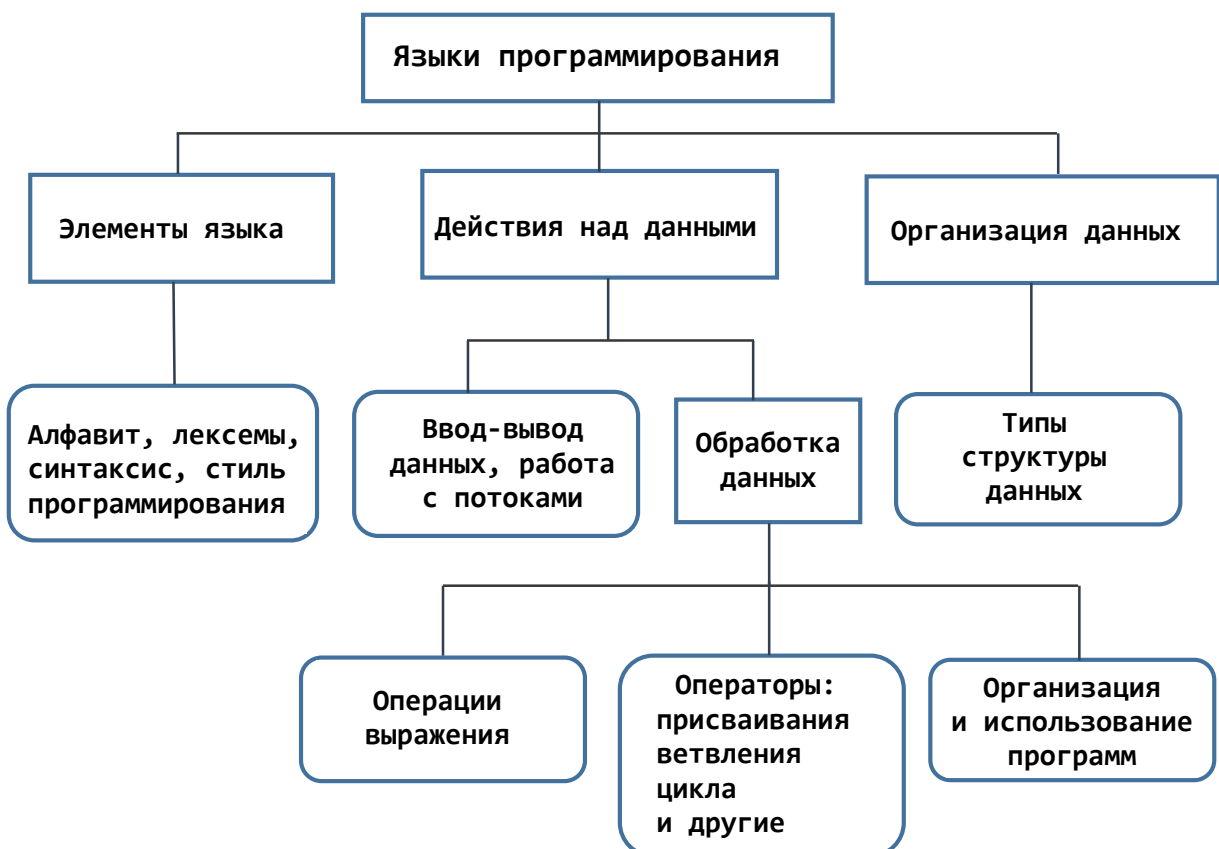 Языки программирования
Элементы языка
Действия над данными
Организация данных
Алфавит, лексемы,
синтаксис, стиль
программирования
Ввод-вывод
данных, работа
с потоками
Обработка
данных
Типы
структуры
данных
Операции
выражения
Операторы:
присваивания
ветвления
цикла
и другие
Организация
и использование
программ